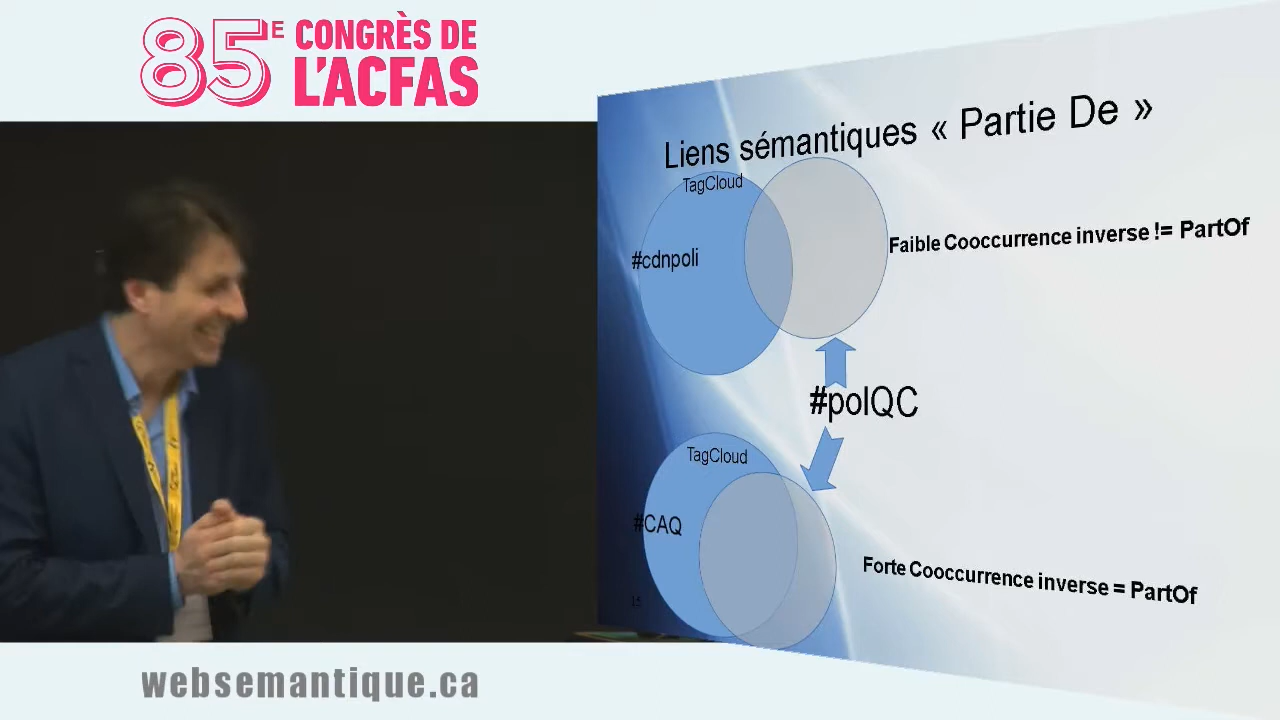 85E CONGRÈS DE
L'ACFAS
Liens sémantiques « Partie De »
TagCloud
#cdnpoli
Faible Cooccurrence inverse != PartOf
#polQC
TagCloud
#CAQ
Forte Cooccurrence inverse = PartOf
15
websemantique.ca